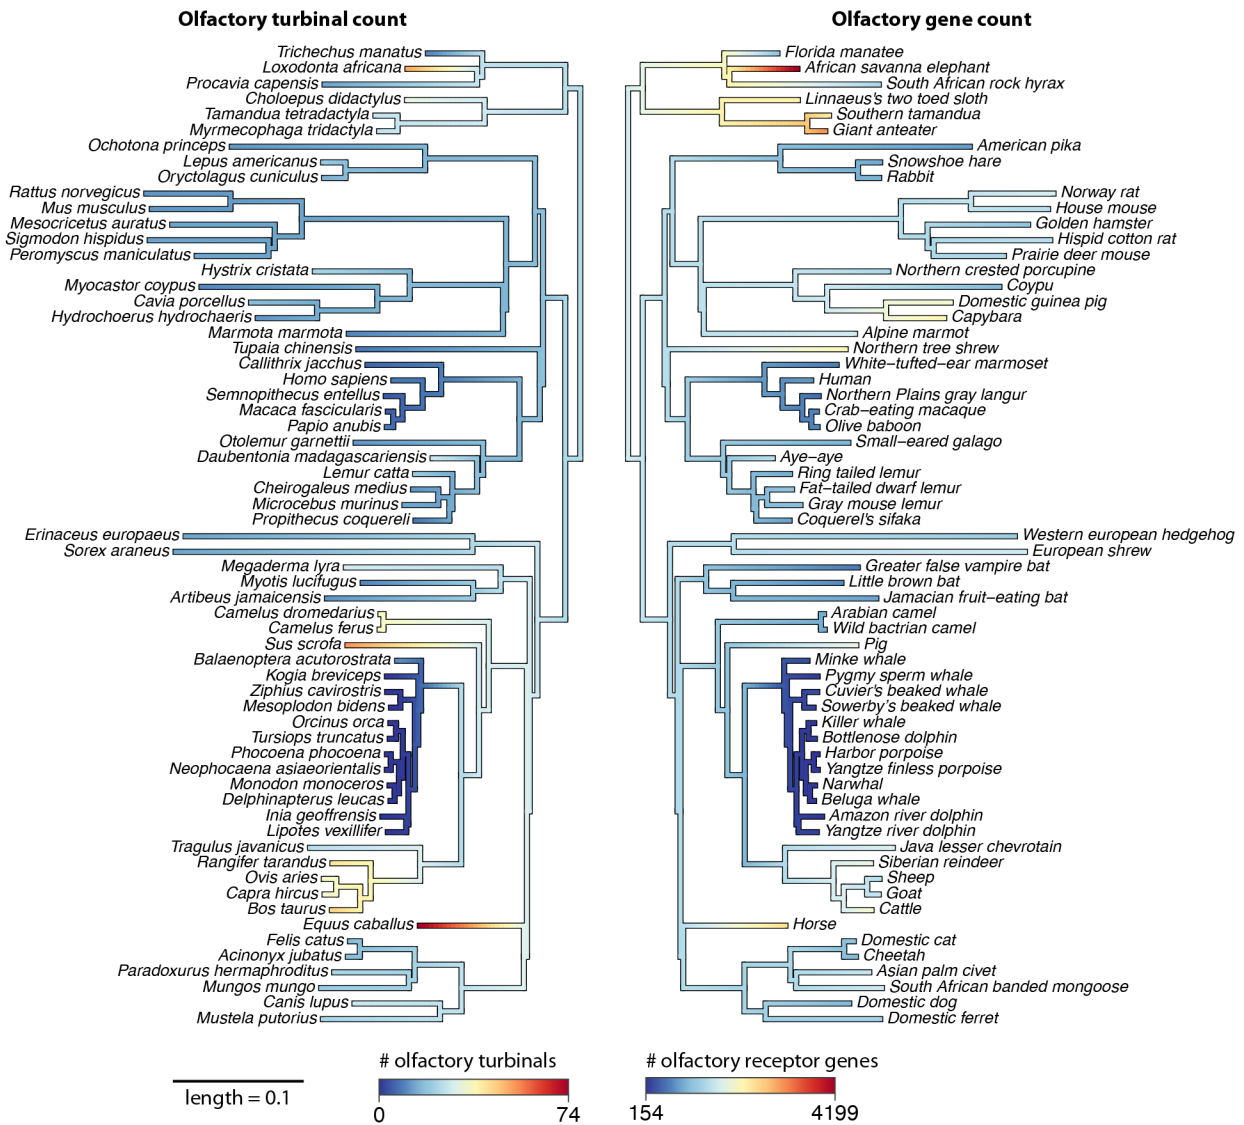 Olfactory turbinal count
Trichechus manatus
Loxodonta africana
Procavia capensis
Choloepus didactylus
Tamandua tetradactyla
Myrmecophaga tridactyla
Ochotona princeps
Lepus americanus
Oryctolagus cuniculus
Rattus norvegicus
Mus musculus
Mesocricetus auratus
Sigmodon hispidus
Peromyscus maniculatus
Hystrix cristata
Myocastor coypus
Cavia porcellus
Hydrochoerus hydrochaeris
Marmota marmota
Tupaia chinensis
Callithrix jacchus
Homo sapiens
Semnopithecus entellus
Macaca fascicularis
Papio anubis
Otolemur garnettii
Daubentonia madagascariensis
Lemur catta
Cheirogaleus medius
Microcebus murinus
Propithecus coquereli
Erinaceus europaeus
Sorex araneus
Megaderma lyra
Myotis lucifugus
Artibeus jamaicensis
Camelus dromedarius
Camelus ferus
Sus scrofa
Balaenoptera acutorostrata
Kogia breviceps
Ziphius cavirostris
Mesoplodon bidens
Orcinus orca
Tursiops truncatus
Phocoena phocoena
Neophocaena asiaeorientalis
Monodon monoceros
Delphinapterus leucas
Inia geoffrensis
Lipotes vexillifer
Tragulus javanicus
Rangifer tarandus
Ovis aries
Capra hircus
Bos taurus
Equus caballus
Felis catus
Acinonyx jubatus
Paradoxurus hermaphroditus
Mungos mungo
Canis lupus
Mustela putorius
Olfactory gene count
Florida manatee
African savanna elephant
South African rock hyrax
Linnaeus's two toed sloth
Southern tamandua
Giant anteater
American pika
Snowshoe hare
Rabbit
Norway rat
House mouse
Golden hamster
Hispid cotton rat
Prairie deer mouse
Northern crested porcupine
Coypu
Domestic guinea pig
Capybara
Alpine marmot
Northern tree shrew
White–tufted–ear marmoset
Human
Northern Plains gray langur
Crab–eating macaque
Olive baboon
Small–eared galago
Aye–aye
Ring tailed lemur
Fat–tailed dwarf lemur
Gray mouse lemur
Coquerel's sifaka
Western european hedgehog
European shrew
Greater false vampire bat
Little brown bat
Jamacian fruit–eating bat
Arabian camel
Wild bactrian camel
Pig
Minke whale
Pygmy sperm whale
Cuvier's beaked whale
Sowerby's beaked whale
Killer whale
Bottlenose dolphin
Harbor porpoise
Yangtze finless porpoise
Narwhal
Beluga whale
Amazon river dolphin
Yangtze river dolphin
Java lesser chevrotain
Siberian reindeer
Sheep
Goat
Cattle
Horse
Domestic cat
Cheetah
Asian palm civet
South African banded mongoose
Domestic dog
Domestic ferret
length = 0.1
# olfactory turbinals
0 74
# olfactory receptor genes
154 4199